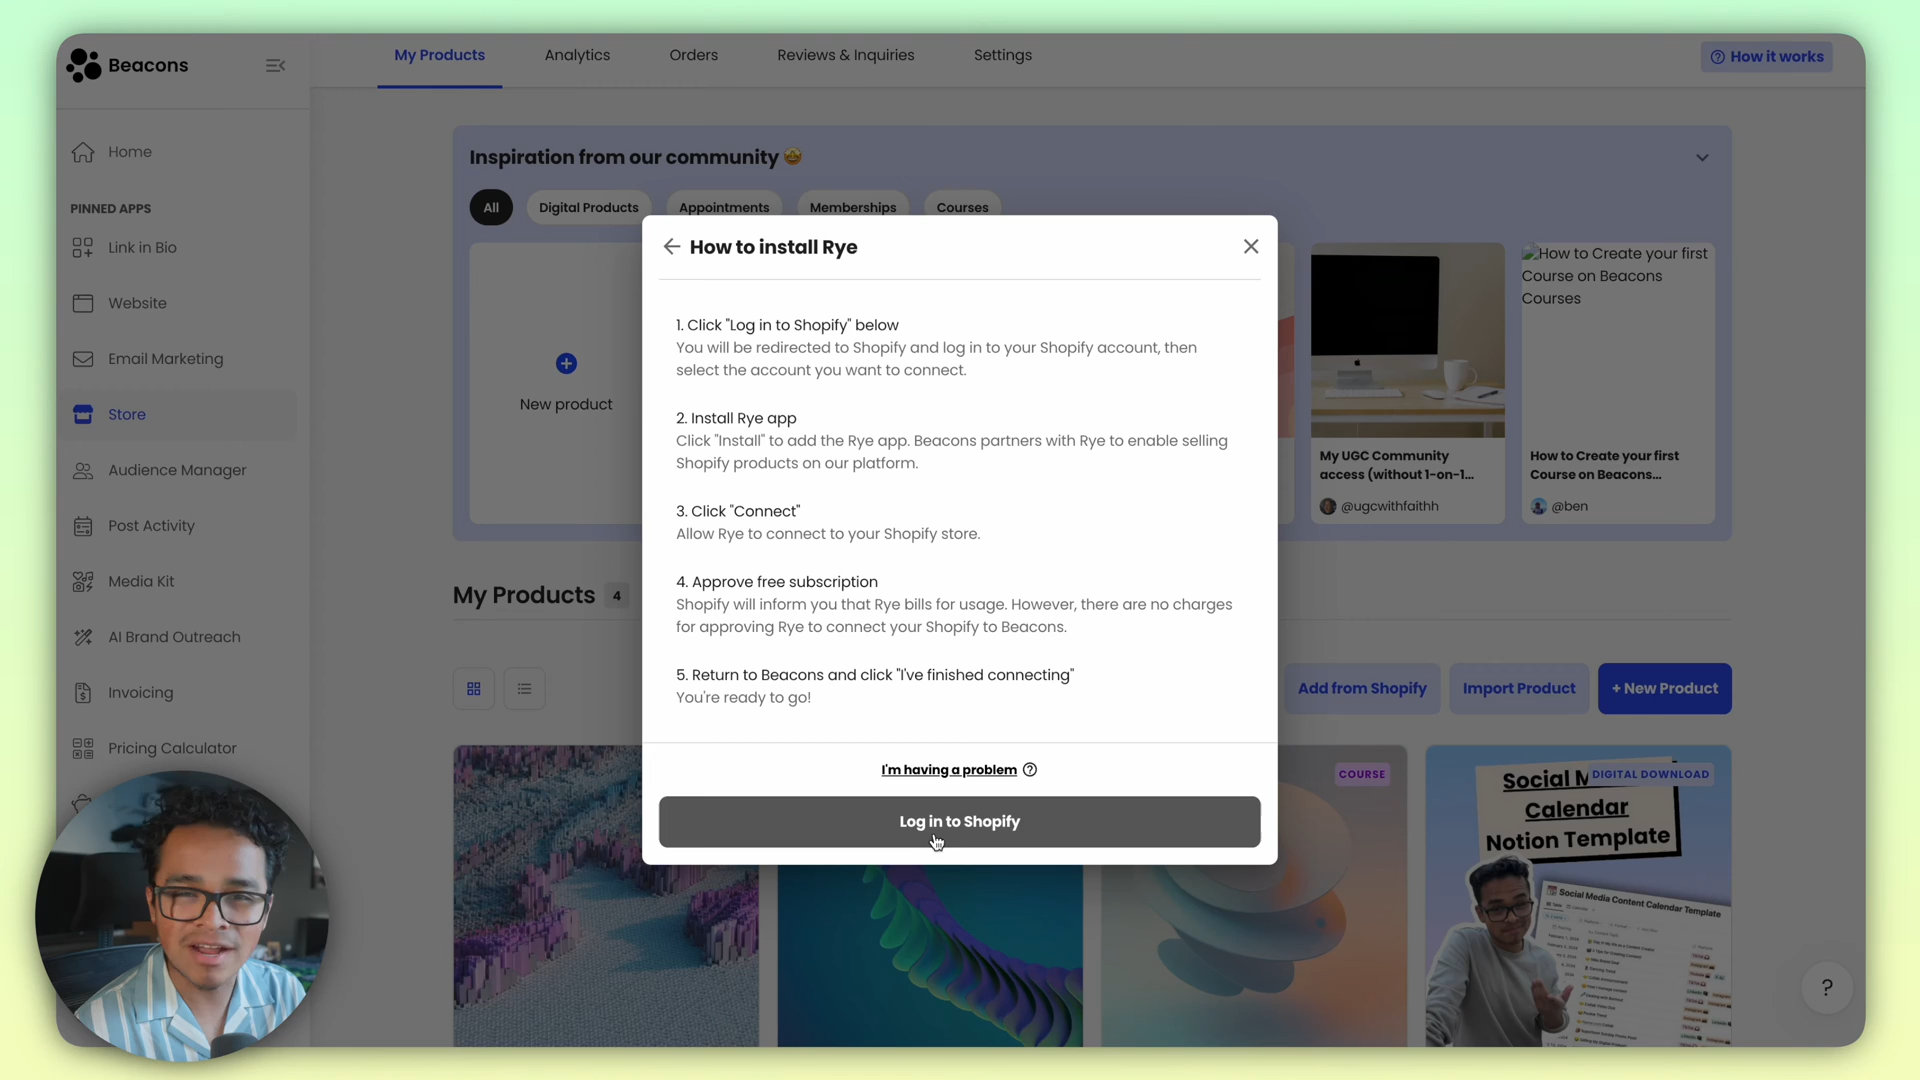 Beacons
My Products
Analytics
Orders
Reviews & Inquiries
Settings
How it works
Home
PINNED APPS
Link in Bio
Website
Email Marketing
Store
Audience Manager
Post Activity
Media Kit
AI Brand Outreach
Invoicing
Pricing Calculator
Inspiration from our community
All
Digital Products
Appointments
Memberships
Courses
New product
How to Create your first
Course on Beacons
Courses
My UGC Community
access (without 1-on-1...
@ugcwithfaithh
How to Create your first
Course on Beacons...
@ben
My Products 4
Add from Shopify
Import Product
+ New Product
How to install Rye
1. Click "Log in to Shopify" below
You will be redirected to Shopify and log in to your Shopify account, then
select the account you want to connect.
2. Install Rye app
Click "Install" to add the Rye app. Beacons partners with Rye to enable selling
Shopify products on our platform.
3. Click "Connect"
Allow Rye to connect to your Shopify store.
4. Approve free subscription
Shopify will inform you that Rye bills for usage. However, there are no charges
for approving Rye to connect your Shopify to Beacons.
5. Return to Beacons and click "I've finished connecting"
You're ready to go!
I'm having a problem ?
Log in to Shopify
COURSE
DIGITAL DOWNLOAD
Social M
Calendar
Notion Template
Social Media Content Calendar Template
?